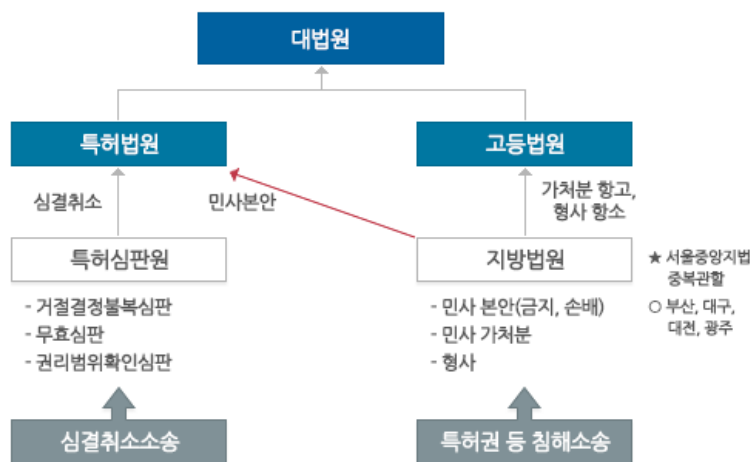 대법원
특허법원
고등법원
심결취소
민사본안
가처분 항고,
형사 항소
특허심판원
지방법원
★ 서울중앙지법
중복관할
- 거절결정불복심판
- 무효심판
- 권리범위확인심판
- 민사 본안(금지, 손배)
- 민사 가처분
- 형사
○ 부산, 대구,
대전, 광주
심결취소소송
특허권 등 침해소송